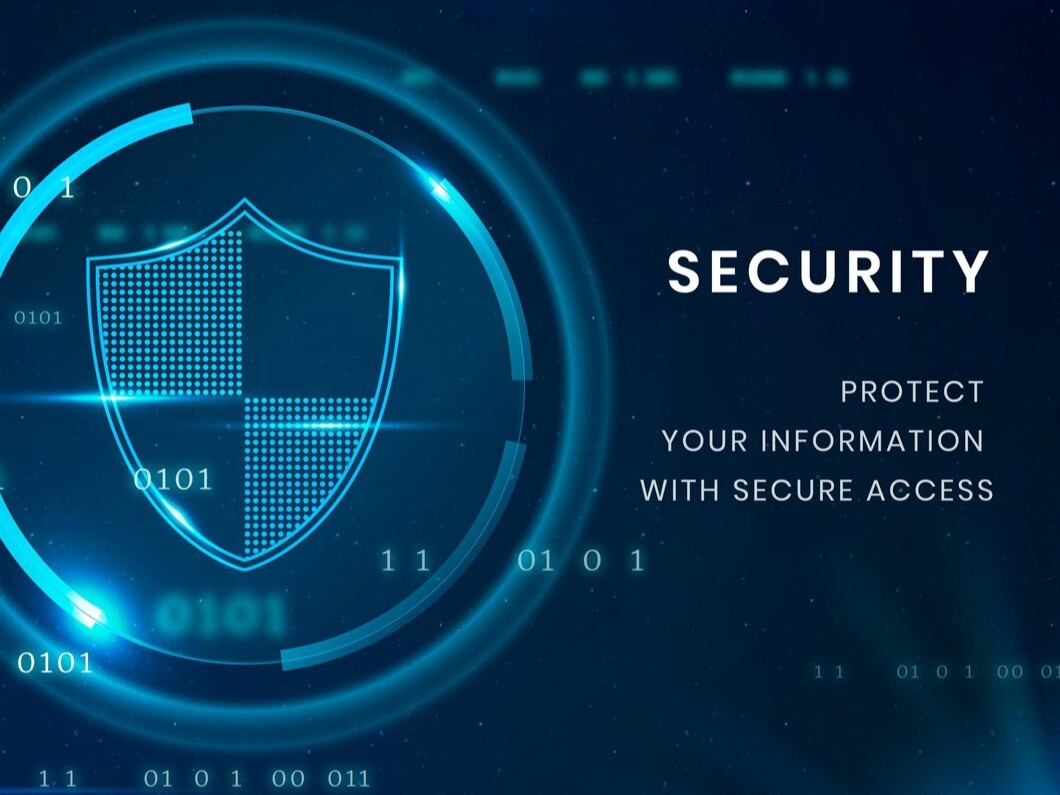 0 1
SECURITY
0101
PROTECT
YOUR INFORMATION
WITH SECURE ACCESS
0101
1 1 01 0 1
0101
0101
1 1 01 0 1 00 01
1 1 01 0 1 00 011